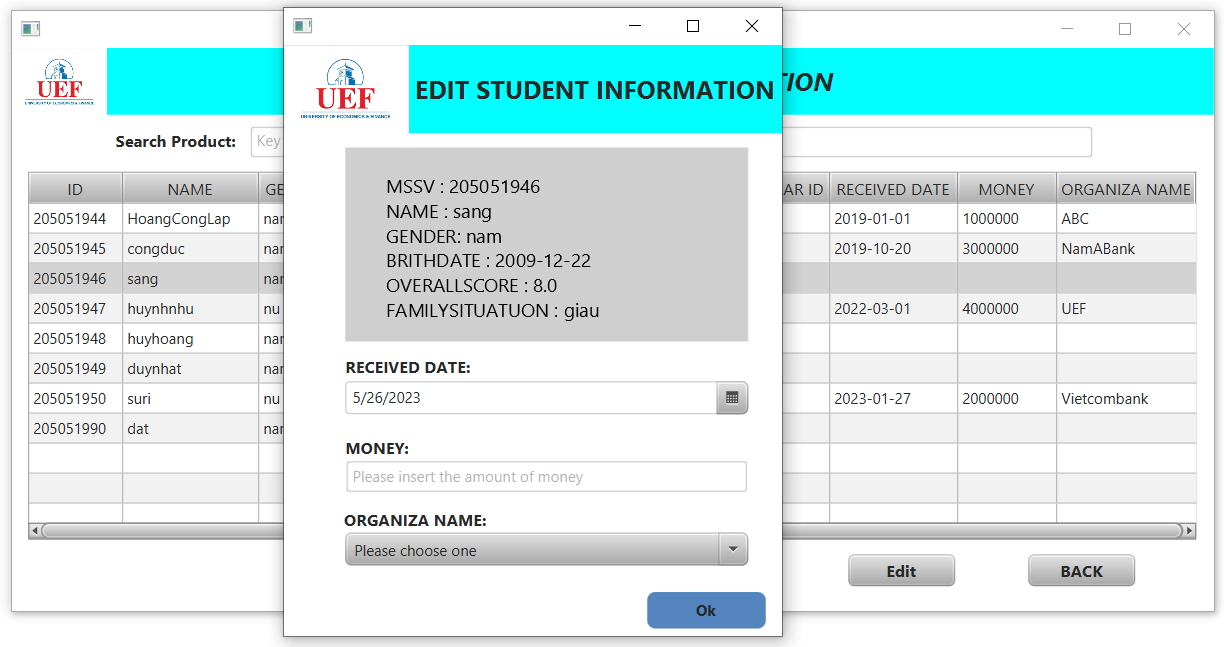 UEF
UNIVERSITY OF ECONOMICS & FINANCE
TION
Search Product:
Key
ID NAME GE AR ID RECEIVED DATE MONEY ORGANIZA NAME
205051944 HoangCongLap nar 2019-01-01 1000000 ABC
205051945 congduc nar 2019-10-20 3000000 NamABank
205051946 sang nar
205051947 huynhnhu nu 2022-03-01 4000000 UEF
205051948 huyhoang nar
205051949 duynhat nar
205051950 suri nu 2023-01-27 2000000 Vietcombank
205051990 dat nar
Edit
BACK
UEF
UNIVERSITY OF ECONOMICS & FINANCE
EDIT STUDENT INFORMATION
MSSV : 205051946
NAME : sang
GENDER: nam
BRITHDATE : 2009-12-22
OVERALLSCORE : 8.0
FAMILYSITUATUON : giau
RECEIVED DATE:
5/26/2023
MONEY:
Please insert the amount of money
ORGANIZA NAME:
Please choose one
Ok